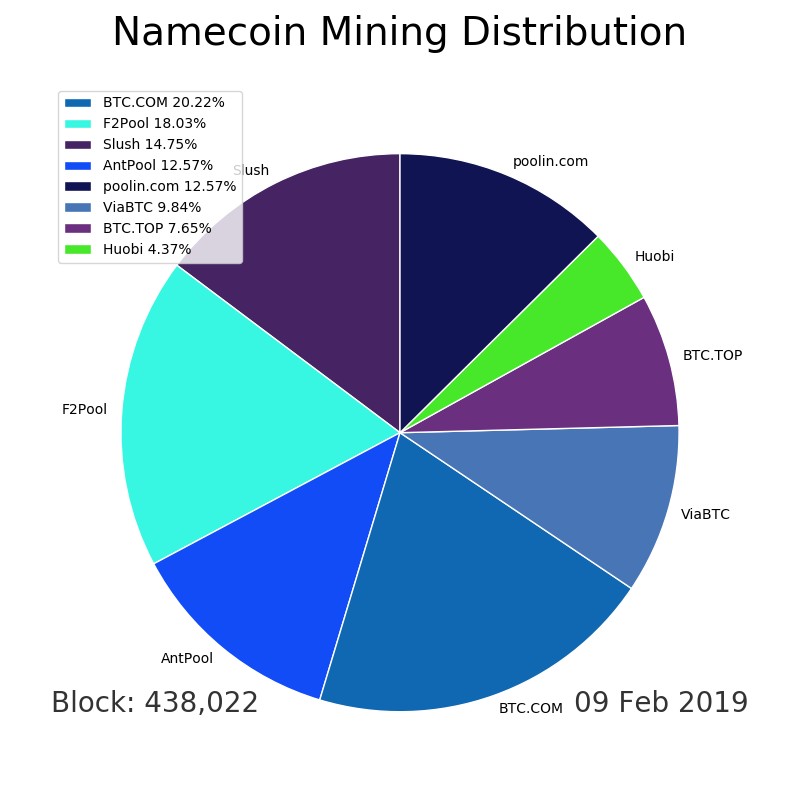 Namecoin Mining Distribution
BTC.COM 20.22%
F2Pool 18.03%
Slush 14.75%
AntPool 12.57%
poolin.com 12.57%
ViaBTC 9.84%
BTC.TOP 7.65%
Huobi 4.37%
Slush
poolin.com
Huobi
BTC.TOP
F2Pool
ViaBTC
AntPool
BTC.COM
Block: 438,022
09 Feb 2019